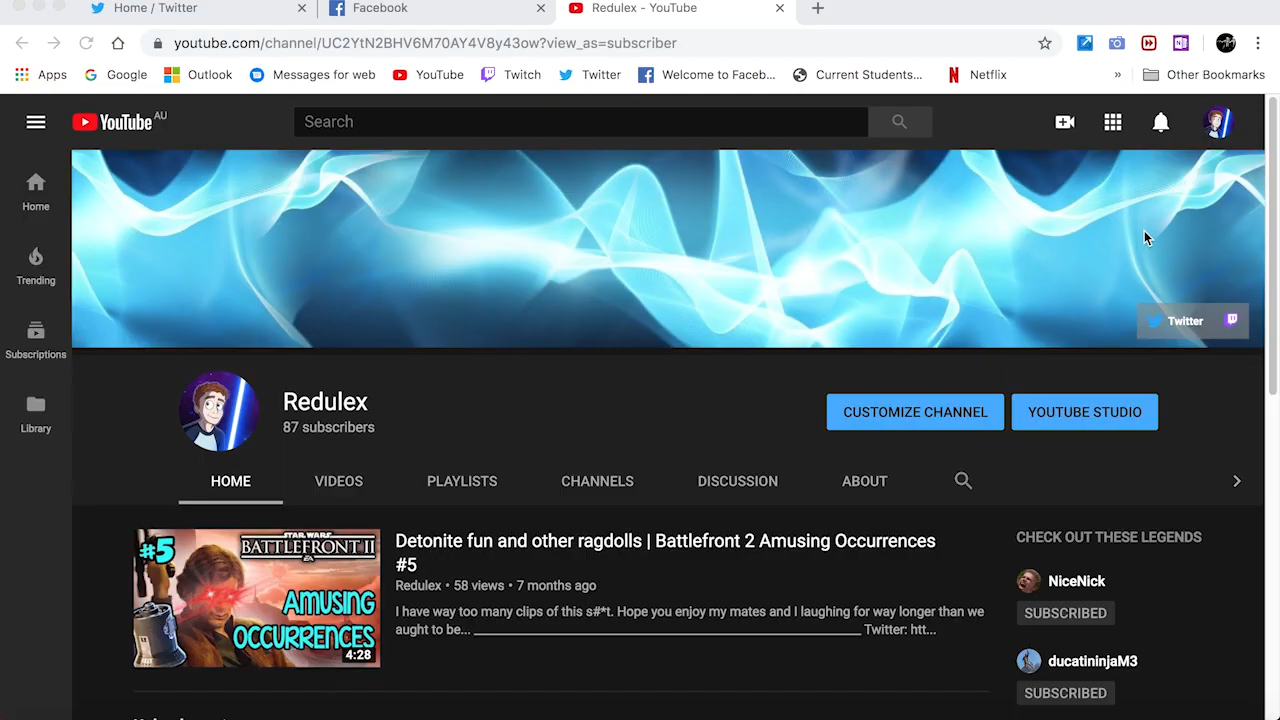 Home / Twitter
Facebook
Redulex - YouTube
youtube.com/channel/UC2YtN2BHV6M70AY4V8y43ow?view_as=subscriber
Apps
Google
Outlook
Messages for web
YouTube
Twitch
Twitter
Welcome to Faceb...
Current Students...
Netflix
»
Other Bookmarks
YouTube AU
Search
Home
Trending
Subscriptions
Library
Twitter
Redulex
87 subscribers
CUSTOMIZE CHANNEL
YOUTUBE STUDIO
HOME
VIDEOS
PLAYLISTS
CHANNELS
DISCUSSION
ABOUT
#5
STAR WARS
BATTLEFRONT II
EA
AMUSING
OCCURRENCES
4:28
Detonite fun and other ragdolls | Battlefront 2 Amusing Occurrences
#5
Redulex • 58 views • 7 months ago
I have way too many clips of this s#*t. Hope you enjoy my mates and I laughing for way longer than we
aught to be... ___________________________________________________ Twitter: htt...
CHECK OUT THESE LEGENDS
NiceNick
SUBSCRIBED
ducatininjaM3
SUBSCRIBED